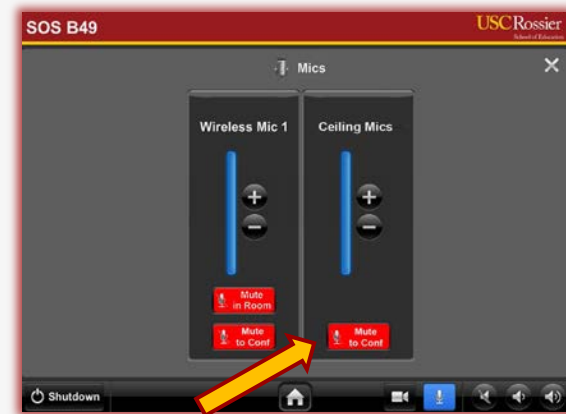 SOS B49
USC Rossier
School of Education
Mics
Wireless Mic 1
Ceiling Mics
Mute
in Room
Mute
to Conf
Mute
to Conf
Shutdown